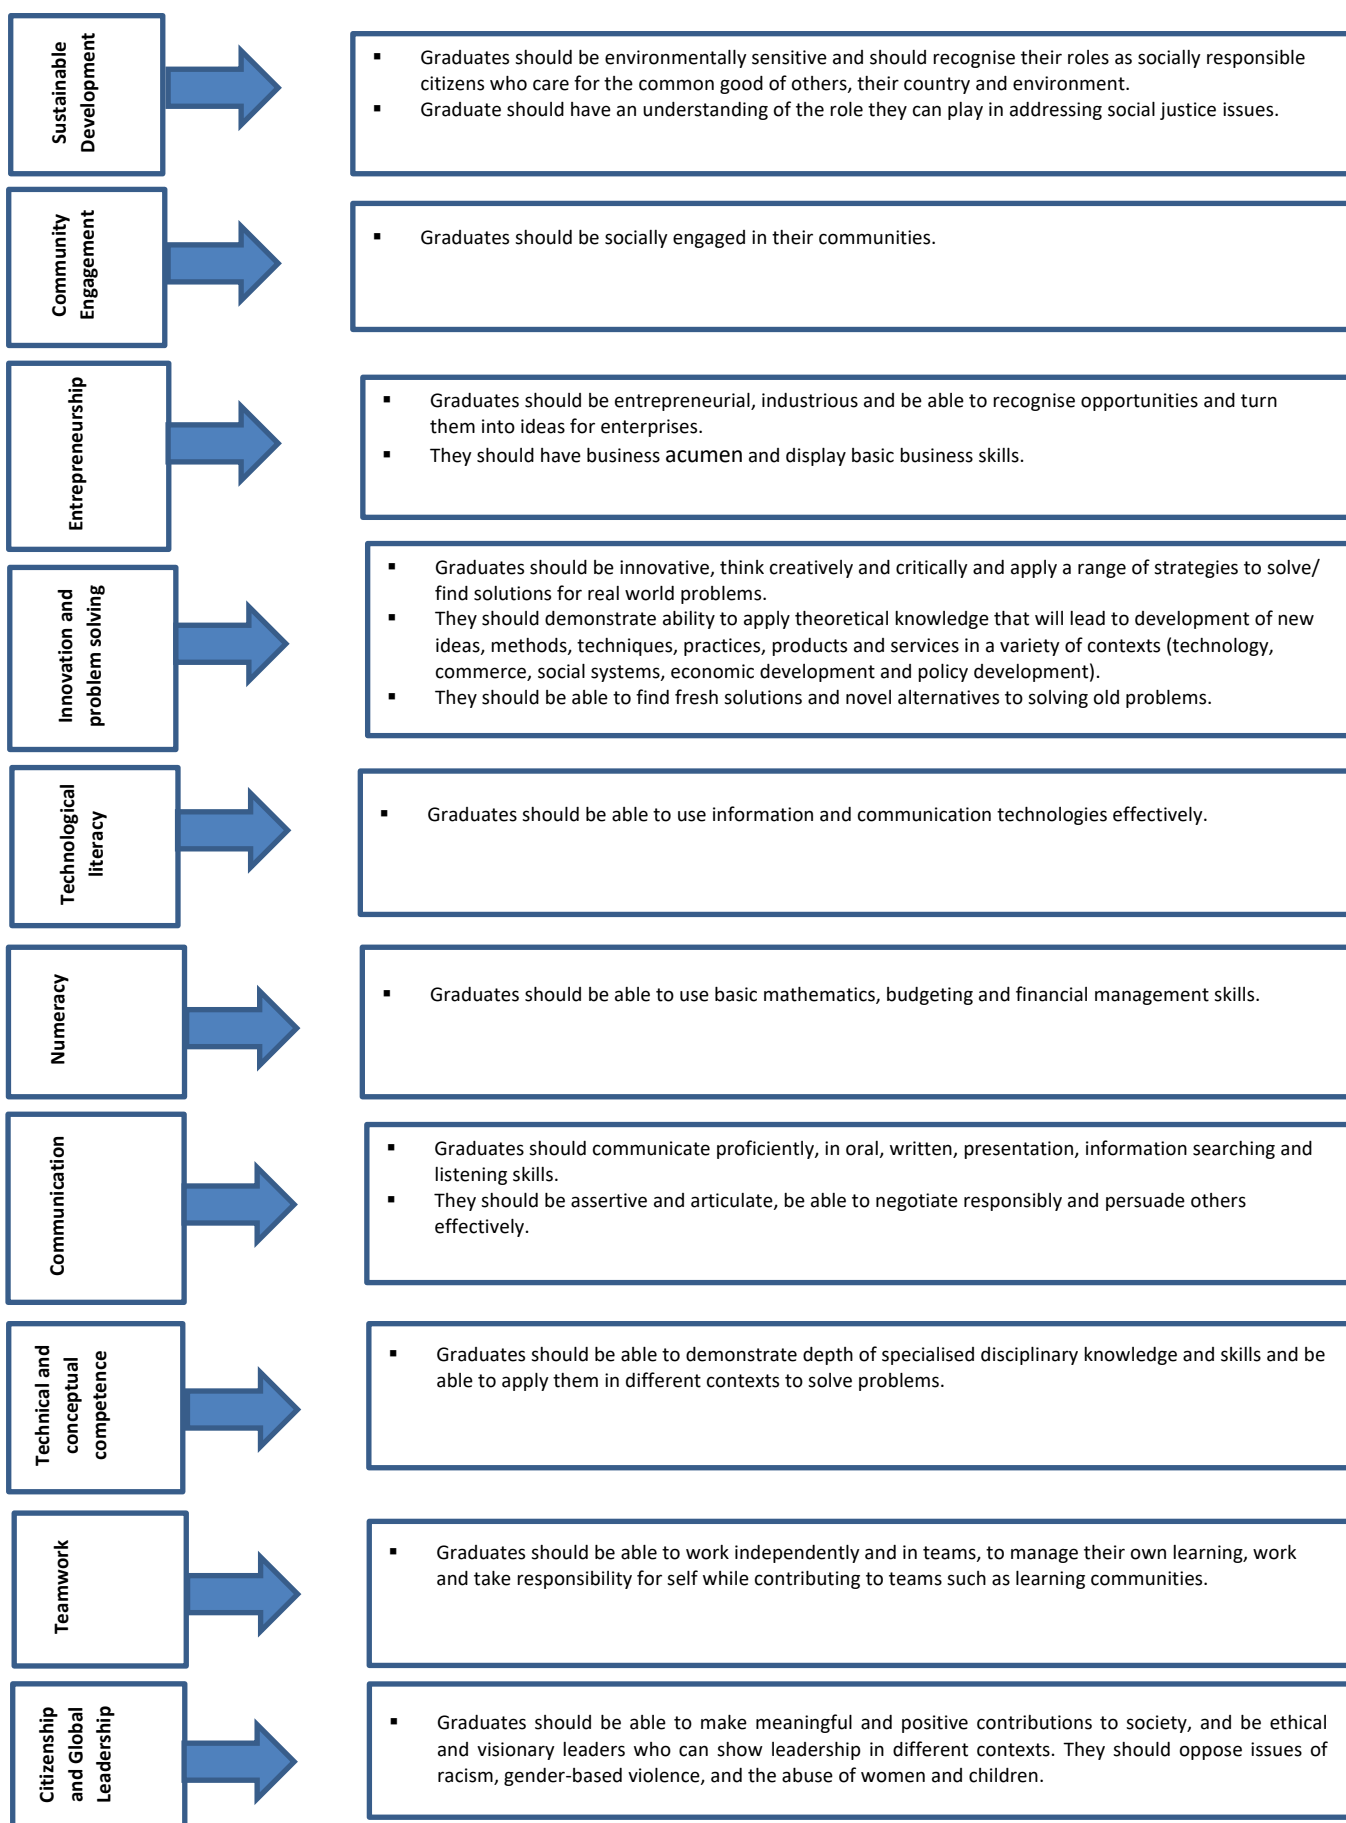 Sustainable
Development
▪ Graduates should be environmentally sensitive and should recognise their roles as socially responsible
citizens who care for the common good of others, their country and environment.
▪ Graduate should have an understanding of the role they can play in addressing social justice issues.
Community
Engagement
▪ Graduates should be socially engaged in their communities.
Entrepreneurship
▪ Graduates should be entrepreneurial, industrious and be able to recognise opportunities and turn
them into ideas for enterprises.
▪ They should have business acumen and display basic business skills.
Innovation and
problem solving
▪ Graduates should be innovative, think creatively and critically and apply a range of strategies to solve/
find solutions for real world problems.
▪ They should demonstrate ability to apply theoretical knowledge that will lead to development of new
ideas, methods, techniques, practices, products and services in a variety of contexts (technology,
commerce, social systems, economic development and policy development).
▪ They should be able to find fresh solutions and novel alternatives to solving old problems.
Technological
literacy
▪ Graduates should be able to use information and communication technologies effectively.
Numeracy
▪ Graduates should be able to use basic mathematics, budgeting and financial management skills.
Communication
▪ Graduates should communicate proficiently, in oral, written, presentation, information searching and
listening skills.
▪ They should be assertive and articulate, be able to negotiate responsibly and persuade others
effectively.
Technical and
conceptual
competence
▪ Graduates should be able to demonstrate depth of specialised disciplinary knowledge and skills and be
able to apply them in different contexts to solve problems.
Teamwork
▪ Graduates should be able to work independently and in teams, to manage their own learning, work
and take responsibility for self while contributing to teams such as learning communities.
Citizenship
and Global
Leadership
▪ Graduates should be able to make meaningful and positive contributions to society, and be ethical
and visionary leaders who can show leadership in different contexts. They should oppose issues of
racism, gender-based violence, and the abuse of women and children.